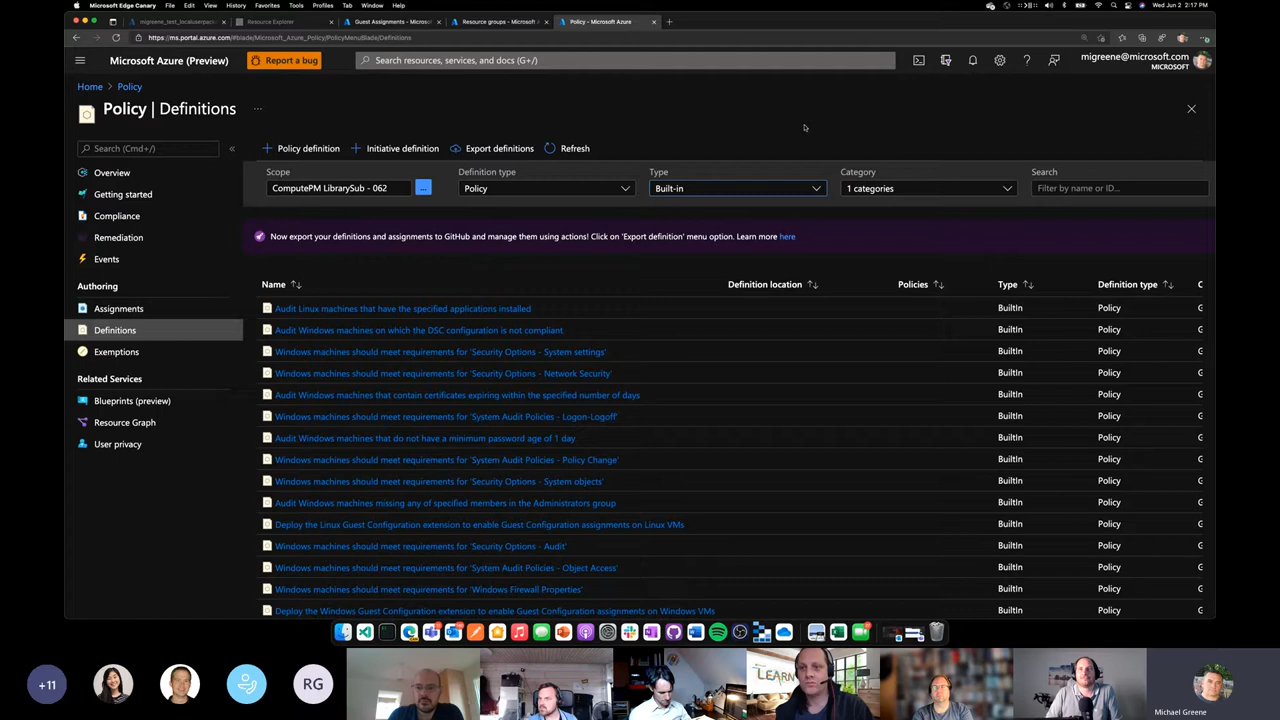 Microsoft Edge Canary File Edit View History Favorites Tools Profiles Tab Window Help
Wed Jun 2 2:17 PM
migreene_test_localuserpack Resource Explorer Guest Assignments - Microso Resource groups - Microsoft Az Policy - Microsoft Azure
https://ms.portal.azure.com/#blade/Microsoft_Azure_Policy/PolicyMenuBlade/Definitions
Microsoft Azure (Preview) Report a bug Search resources, services, and docs (G+/)
migreene@microsoft.com
MICROSOFT
Home > Policy
Policy | Definitions ...
Search (Cmd+/) «
Overview
Getting started
Compliance
Remediation
Events
Authoring
Assignments
Definitions
Exemptions
Related Services
Blueprints (preview)
Resource Graph
User privacy
+ Policy definition + Initiative definition Export definitions Refresh
Scope Definition type Type Category Search
ComputePM LibrarySub - 062 ... Policy Built-in 1 categories Filter by name or ID...
Now export your definitions and assignments to GitHub and manage them using actions! Click on 'Export definition' menu option. Learn more here
Name Definition location Policies Type Definition type C
Audit Linux machines that have the specified applications installed BuiltIn Policy G
Audit Windows machines on which the DSC configuration is not compliant BuiltIn Policy G
Windows machines should meet requirements for 'Security Options - System settings' BuiltIn Policy G
Windows machines should meet requirements for 'Security Options - Network Security' BuiltIn Policy G
Audit Windows machines that contain certificates expiring within the specified number of days BuiltIn Policy G
Windows machines should meet requirements for 'System Audit Policies - Logon-Logoff' BuiltIn Policy G
Audit Windows machines that do not have a minimum password age of 1 day BuiltIn Policy G
Windows machines should meet requirements for 'System Audit Policies - Policy Change' BuiltIn Policy G
Windows machines should meet requirements for 'Security Options - System objects' BuiltIn Policy G
Audit Windows machines missing any of specified members in the Administrators group BuiltIn Policy G
Deploy the Linux Guest Configuration extension to enable Guest Configuration assignments on Linux VMs BuiltIn Policy G
Windows machines should meet requirements for 'Security Options - Audit' BuiltIn Policy G
Windows machines should meet requirements for 'System Audit Policies - Object Access' BuiltIn Policy G
Windows machines should meet requirements for 'Windows Firewall Properties' BuiltIn Policy G
Deploy the Windows Guest Configuration extension to enable Guest Configuration assignments on Windows VMs BuiltIn Policy G
+11
RG
LEARN
Michael Greene